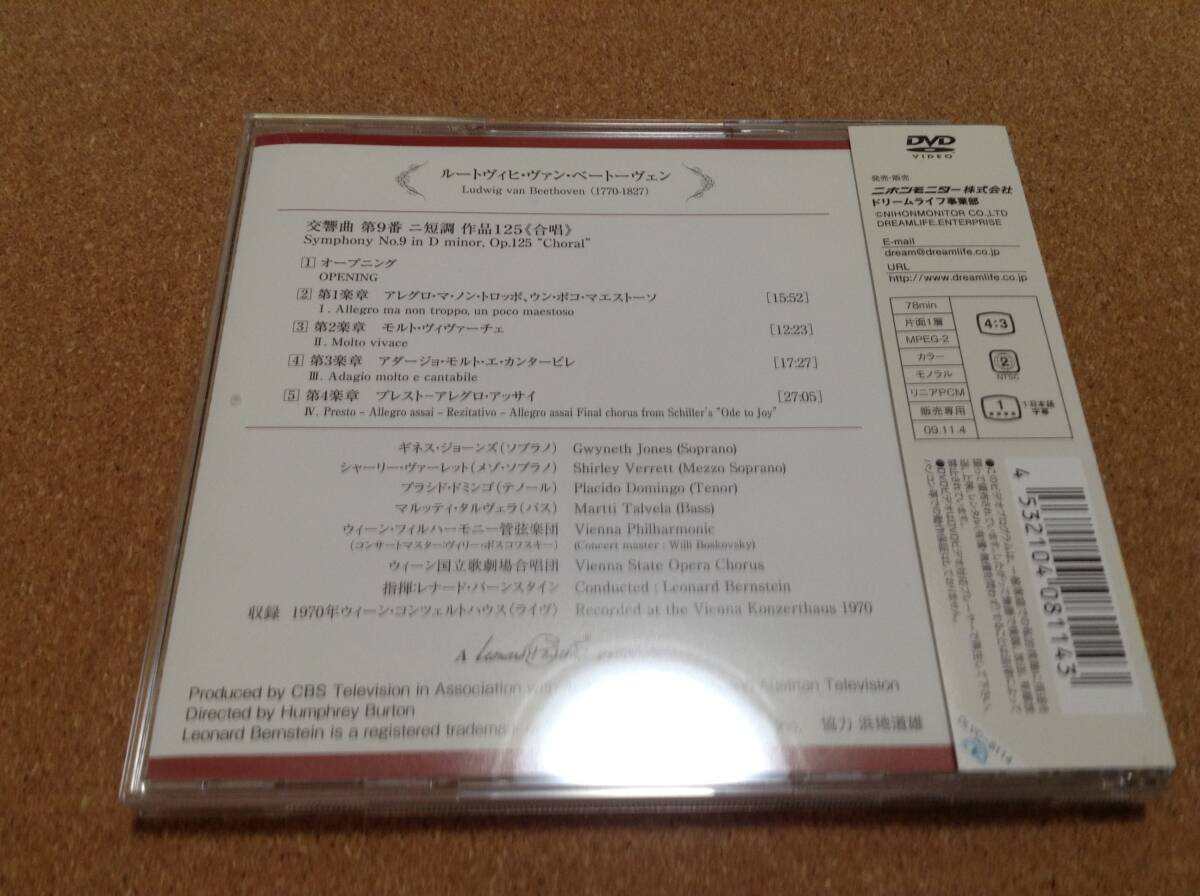 ルートヴィヒ・ヴァン・ベートーヴェン
Ludwig van Beethoven (1770-1827)
交響曲 第9番 ニ短調 作品125《合唱》
Symphony No.9 in D minor, Op.125 "Choral"
1 オープニング
OPENING
2 第1楽章 アレグロ・マ・ノン・トロッポ、ウン・ポコ・マエストーソ [15:52]
I. Allegro ma non troppo, un poco maestoso
3 第2楽章 モルト・ヴィヴァーチェ [12:23]
II. Molto vivace
4 第3楽章 アダージョ・モルト・エ・カンタービレ [17:27]
III. Adagio molto e cantabile
5 第4楽章 プレスト－アレグロ・アッサイ [27:05]
IV. Presto – Allegro assai – Rezitativo – Allegro assai Final chorus from Schiller's "Ode to Joy"
ギネス・ジョーンズ(ソプラノ) Gwyneth Jones (Soprano)
シャーリー・ヴァーレット(メゾ・ソプラノ) Shirley Verrett (Mezzo Soprano)
プラシド・ドミンゴ(テノール) Placido Domingo (Tenor)
マルッティ・タルヴェラ(バス) Martti Talvela (Bass)
ウィーン・フィルハーモニー管弦楽団 Vienna Philharmonic
(コンサートマスター:ヴィリー・ボスコフスキー) (Concert master : Willi Boskovsky)
ウィーン国立歌劇場合唱団 Vienna State Opera Chorus
指揮:レナード・バーンスタイン Conducted : Leonard Bernstein
収録 1970年ウィーン・コンツェルトハウス(ライヴ) Recorded at the Vienna Konzerthaus 1970
A
Produced by CBS Television in Association with Austrian Television
Directed by Humphrey Burton
Leonard Bernstein is a registered trademark 協力 浜地道雄
DVD
VIDEO
発売・販売
ニホンモニター株式会社
ドリームライフ事業部
©NIHONMONITOR CO.,LTD
DREAMLIFE.ENTERPRISE
E-mail
dream@dreamlife.co.jp
URL
http://www.dreamlife.co.jp
78min
片面1層
MPEG-2
カラー
モノラル
リニアPCM
販売専用
09.11.4
4:3
2
NTSC
1
1:日本語字幕
4 532104 081143